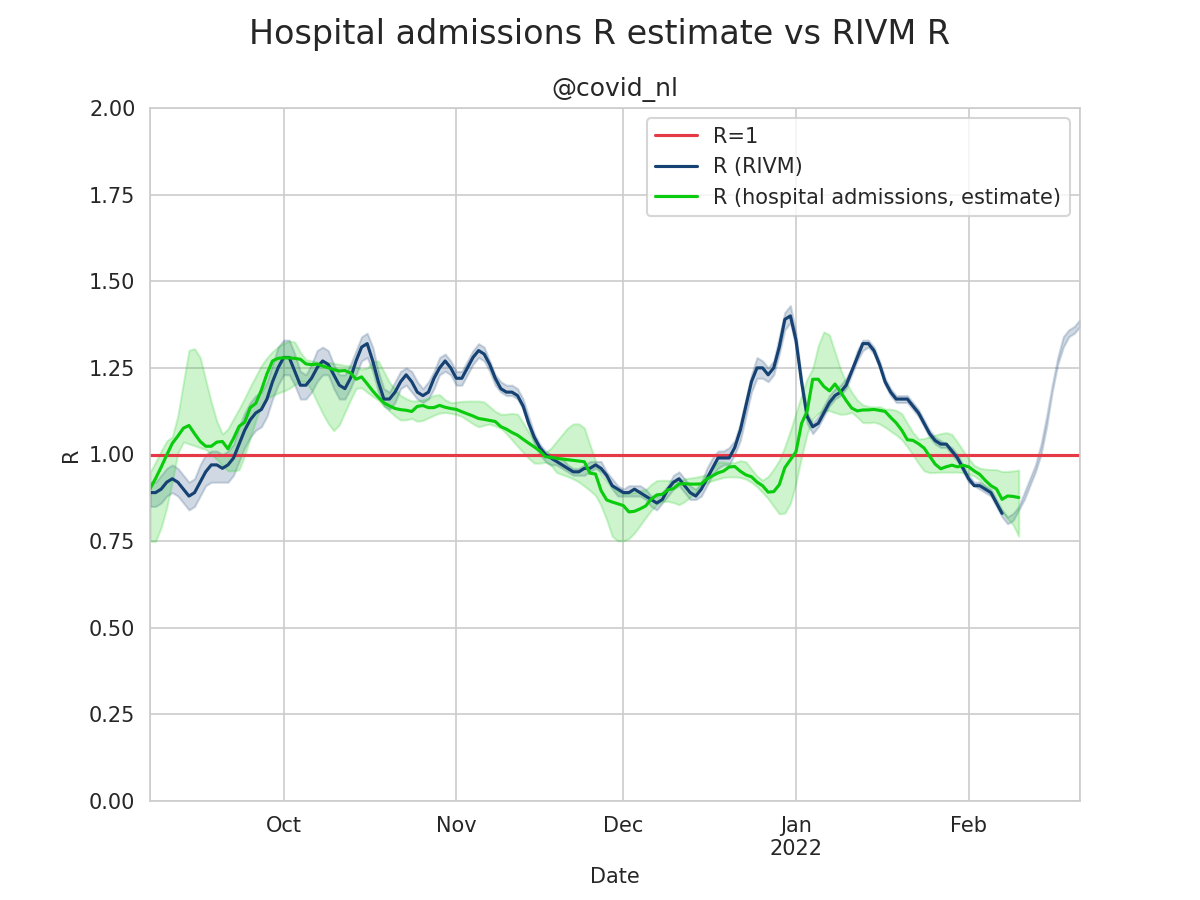 Hospital admissions R estimate vs RIVM R
@covid_nl
R=1
R (RIVM)
R (hospital admissions, estimate)
2.00
1.75
1.50
1.25
1.00
0.75
0.50
0.25
0.00
R
Oct
Nov
Dec
Jan
2022
Feb
Date